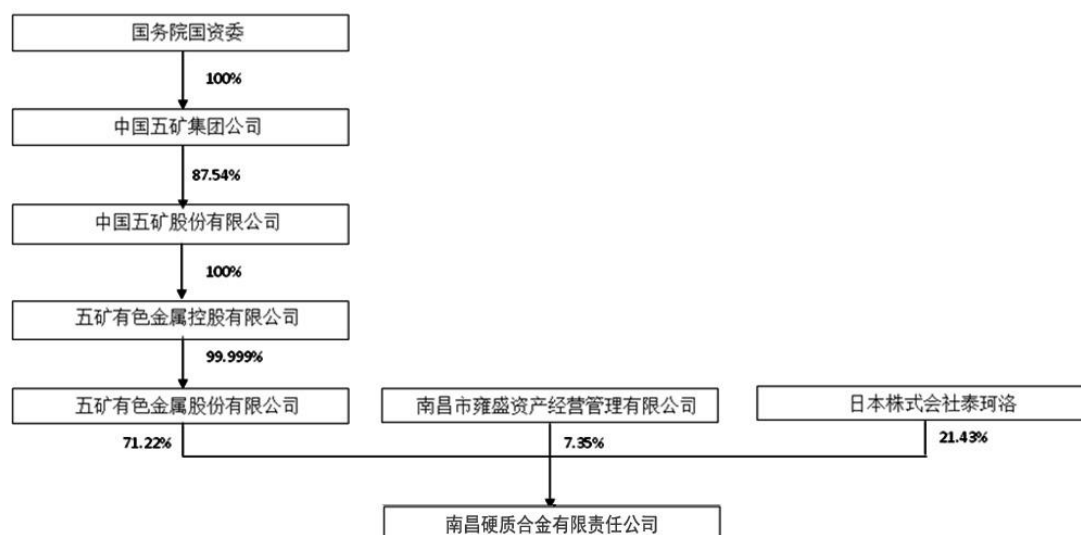 国务院国资委
100%
中国五矿集团公司
87.54%
中国五矿股份有限公司
100%
五矿有色金属控股有限公司
99.999%
五矿有色金属股份有限公司
南昌市雍盛资产经营管理有限公司
日本株式会社泰珂洛
71.22%
7.35%
21.43%
南昌硬质合金有限责任公司